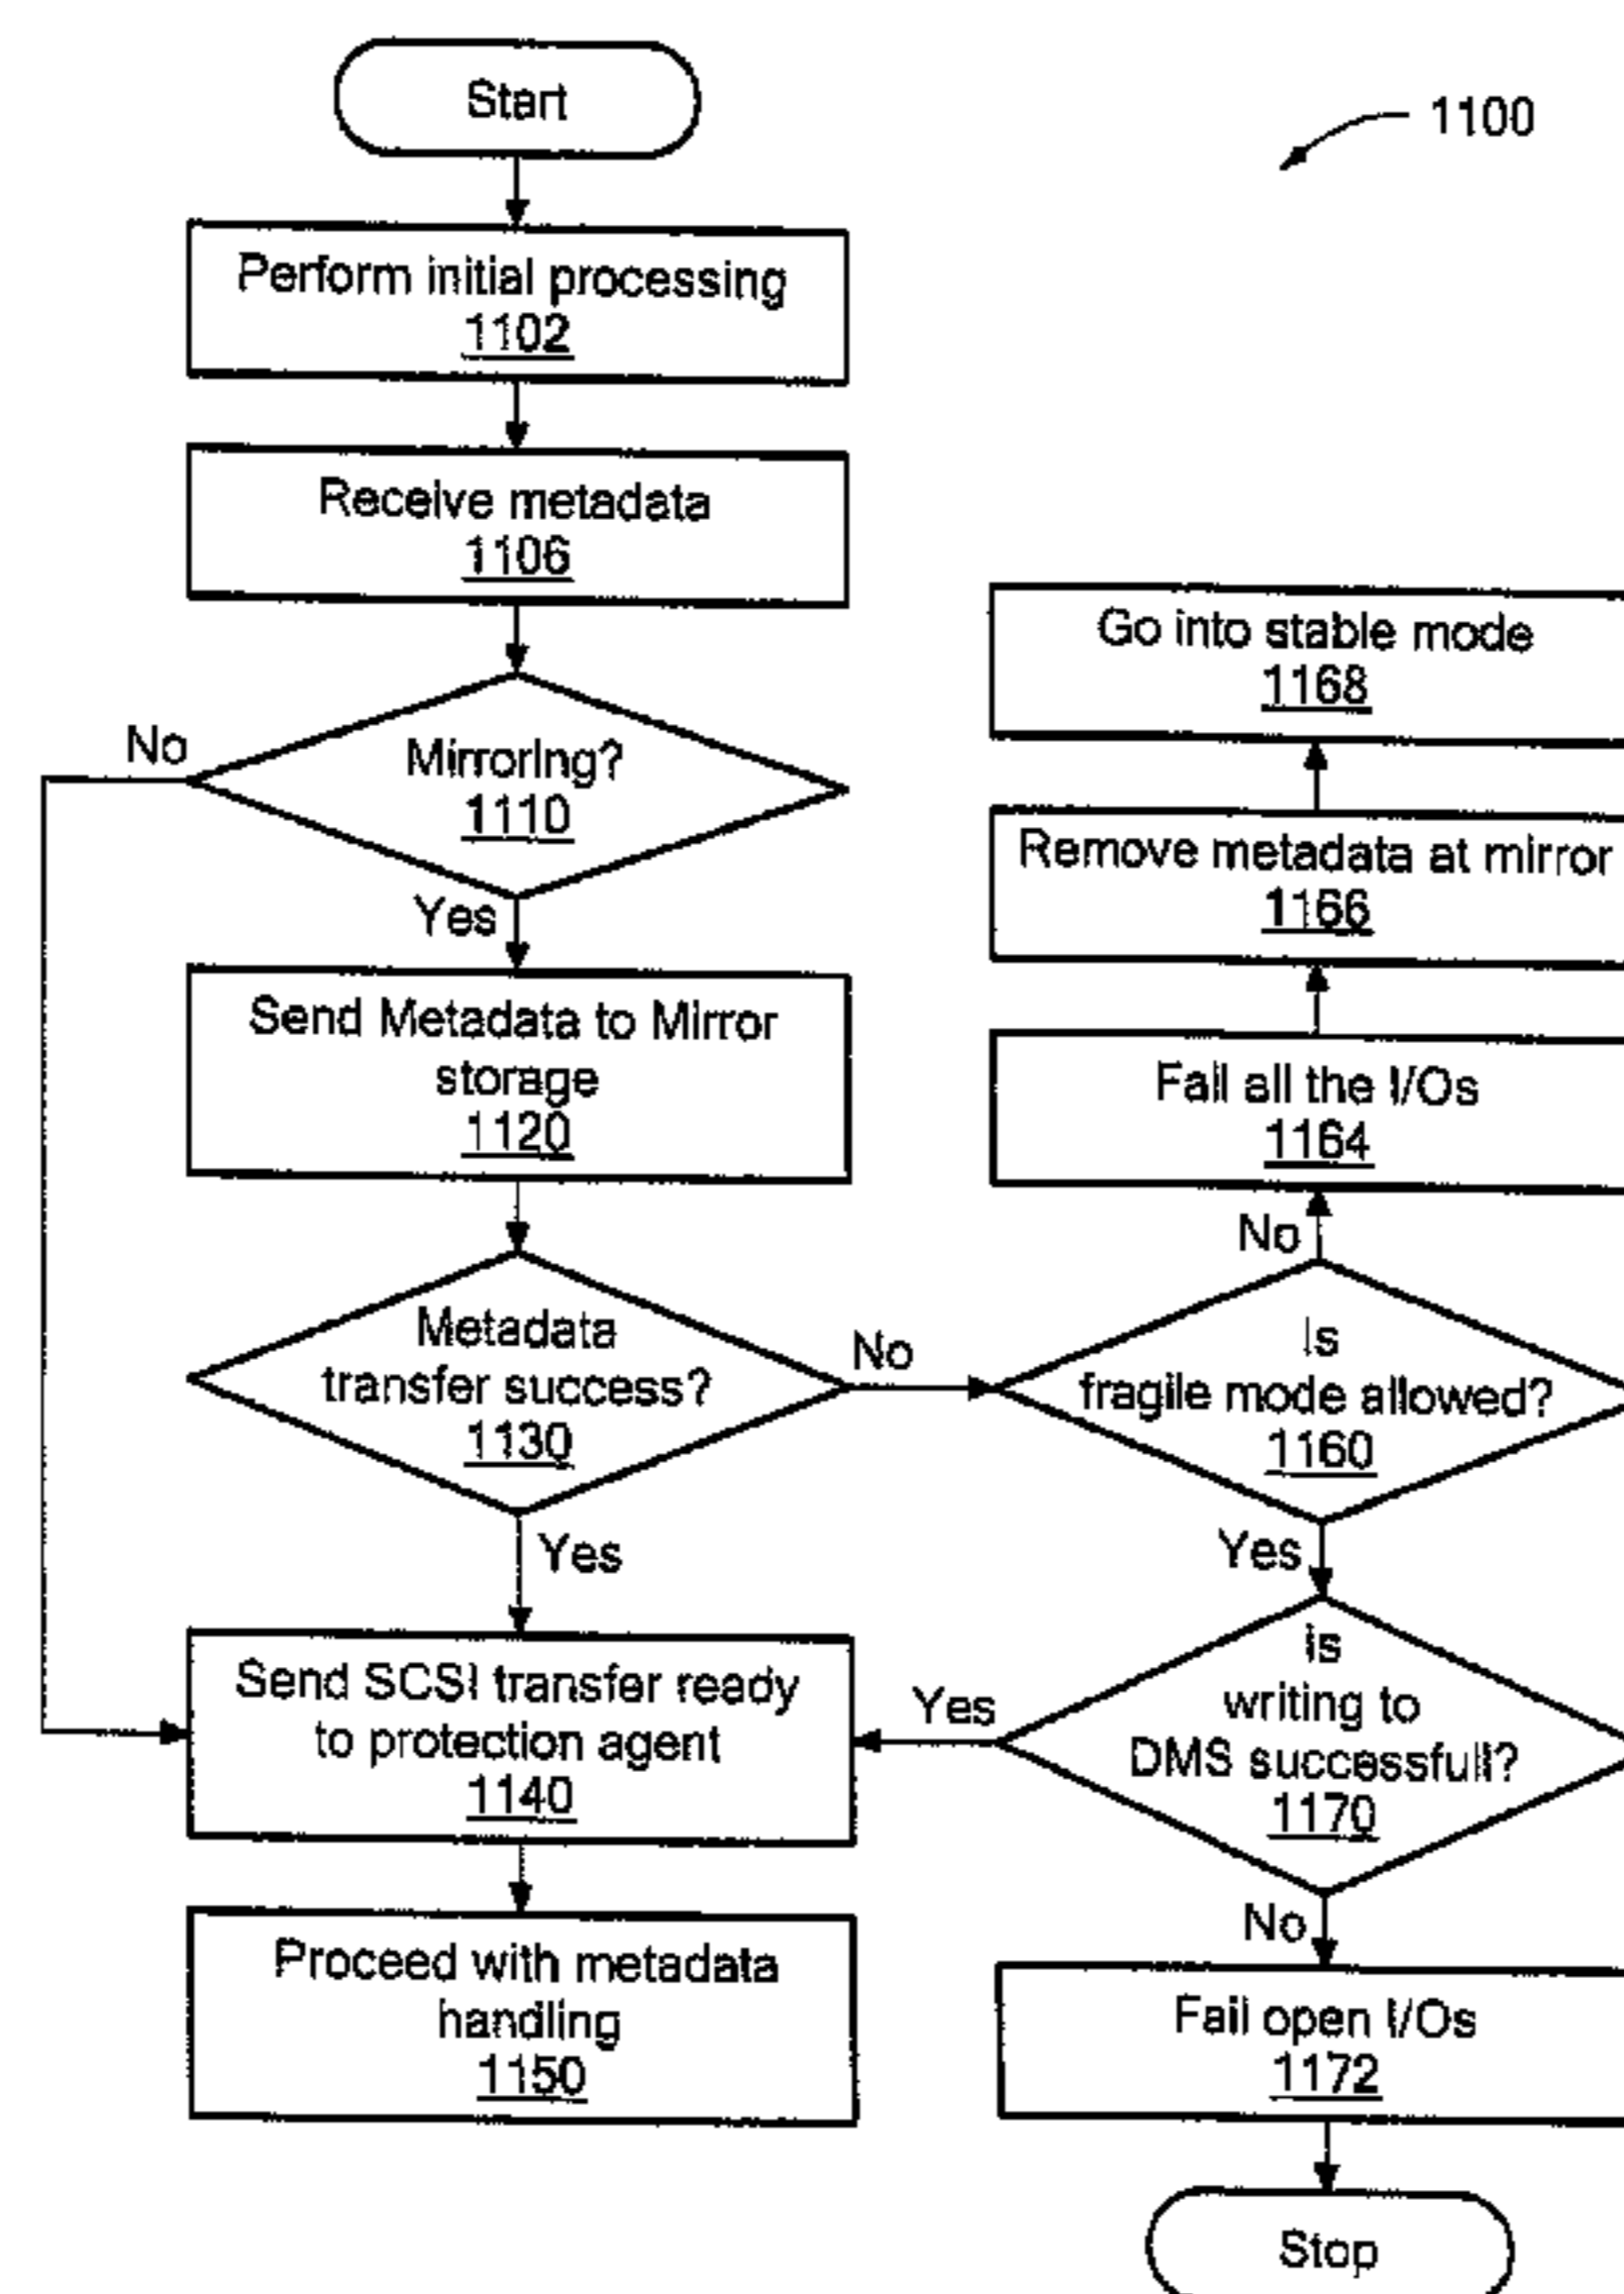 Start
1100
Perform initial processing
1102
Receive metadata
1106
No
Mirroring?
1110
Yes
Send Metadata to Mirror
storage
1120
Metadata
transfer success?
1130
No
Yes
Send SCSI transfer ready
to protection agent
1140
Proceed with metadata
handling
1150
Go into stable mode
1168
Remove metadata at mirror
1166
Fail all the I/Os
1164
No
Is
fragile mode allowed?
1160
Yes
Is
writing to
DMS successfull?
1170
Yes
No
Fail open I/Os
1172
Stop